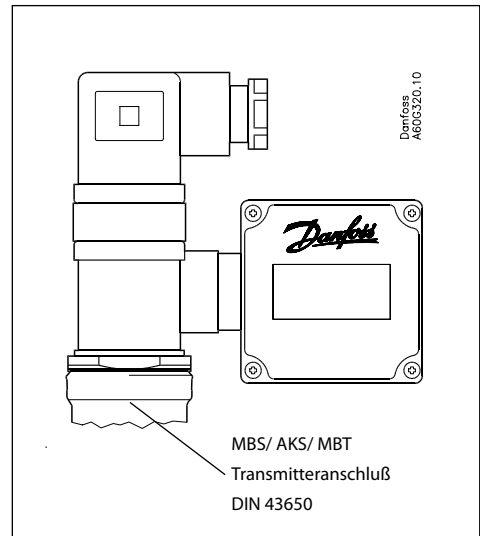 Danfoss
A60G320.10
Danfoss
MBS/ AKS/ MBT
Transmitteranschluß
DIN 43650